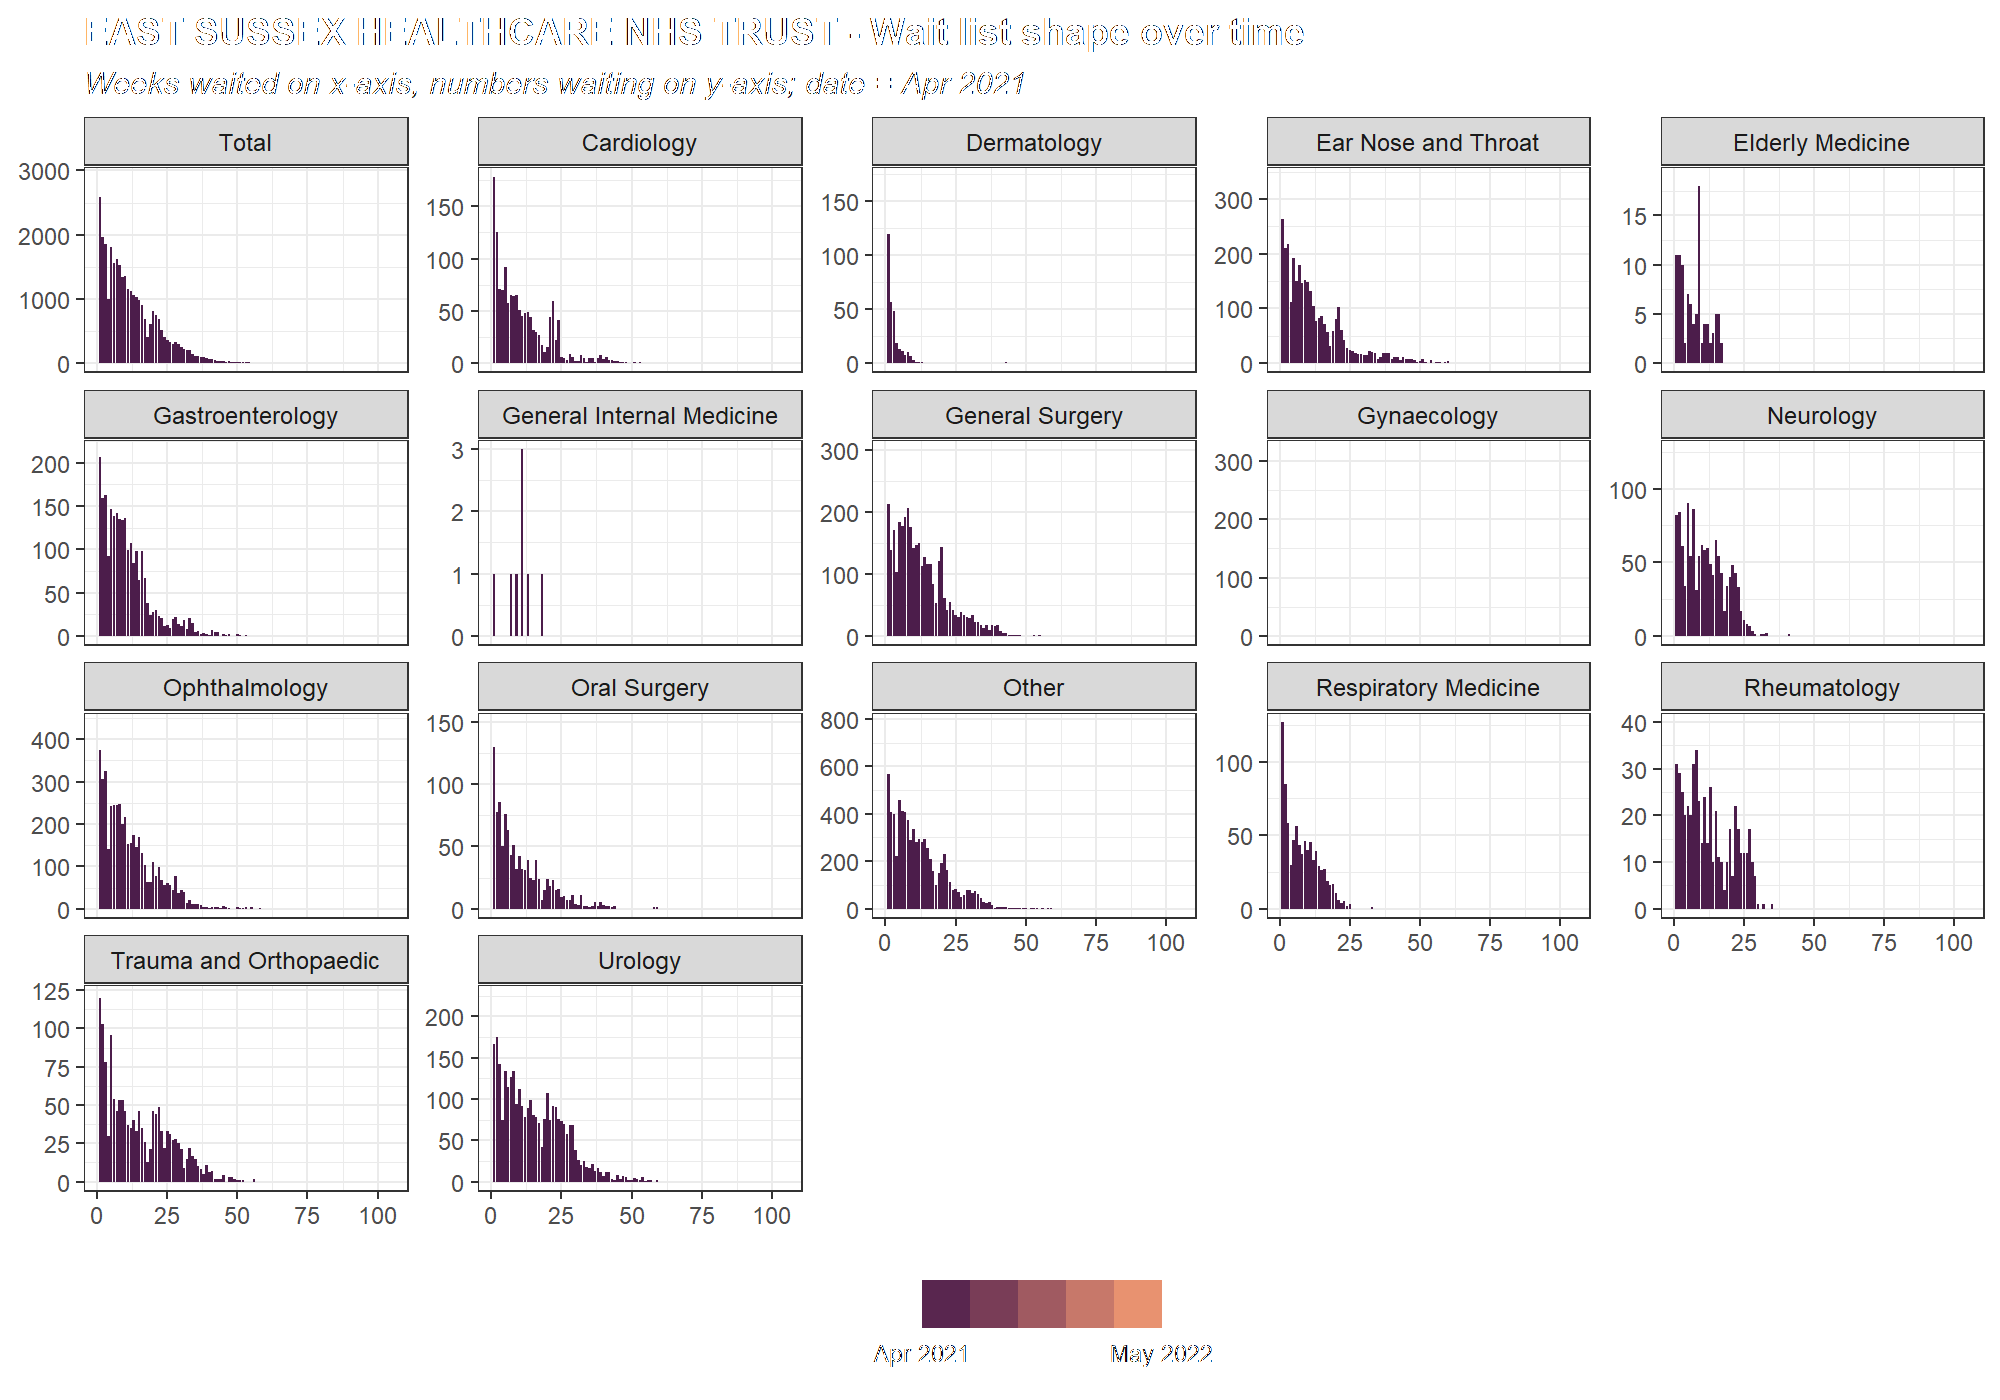 EAST SUSSEX HEALTHCARE NHS TRUST - Wait list shape over time
Weeks waited on x-axis, numbers waiting on y-axis; date = Apr 2021
Total
3000
2000
1000
0
Cardiology
150
100
50
0
Dermatology
150
100
50
0
Ear Nose and Throat
300
200
100
0
Elderly Medicine
15
10
5
0
Gastroenterology
200
150
100
50
0
General Internal Medicine
3
2
1
0
General Surgery
300
200
100
0
Gynaecology
300
200
100
0
Neurology
100
50
0
Ophthalmology
400
300
200
100
0
Oral Surgery
150
100
50
0
Other
800
600
400
200
0
0 25 50 75 100
Respiratory Medicine
100
50
0
0 25 50 75 100
Rheumatology
40
30
20
10
0
0 25 50 75 100
Trauma and Orthopaedic
125
100
75
50
25
0
0 25 50 75 100
Urology
200
150
100
50
0
0 25 50 75 100
Apr 2021 May 2022